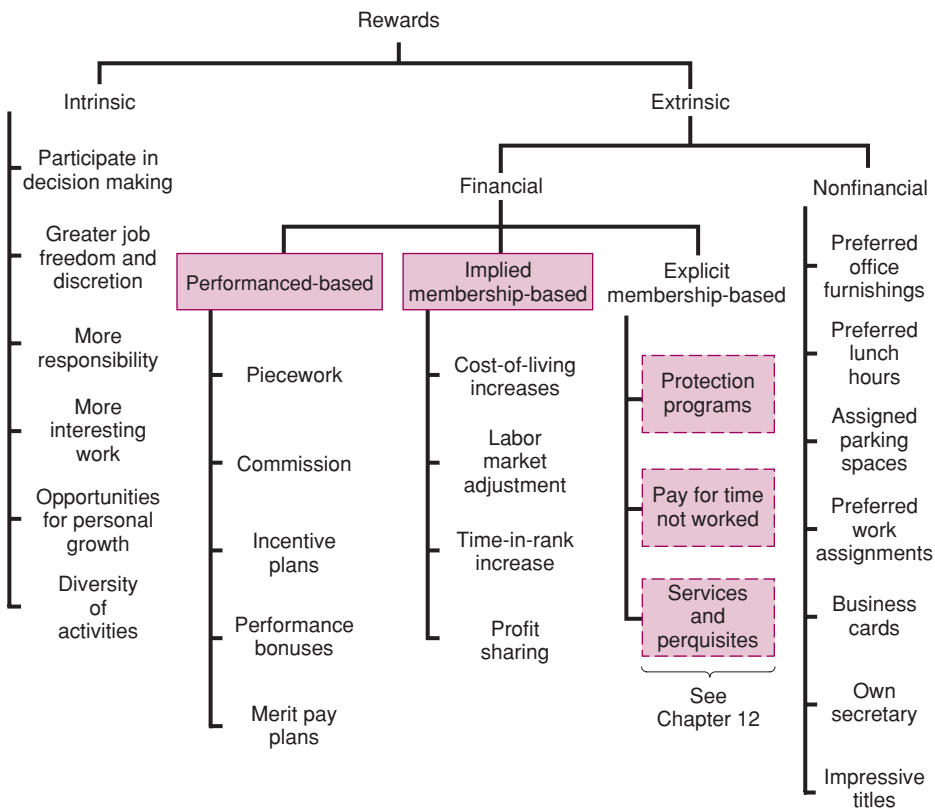 Rewards
Intrinsic
Participate in
decision making
Greater job
freedom and
discretion
More
responsibility
More
interesting
work
Opportunities
for personal
growth
Diversity
of
activities
Extrinsic
Financial
Performanced-based
Piecework
Commission
Incentive
plans
Performance
bonuses
Merit pay
plans
Implied
membership-based
Cost-of-living
increases
Labor
market
adjustment
Time-in-rank
increase
Profit
sharing
Explicit
membership-based
Protection
programs
Pay for time
not worked
Services
and
perquisites
See
Chapter 12
Nonfinancial
Preferred
office
furnishings
Preferred
lunch
hours
Assigned
parking
spaces
Preferred
work
assignments
Business
cards
Own
secretary
Impressive
titles